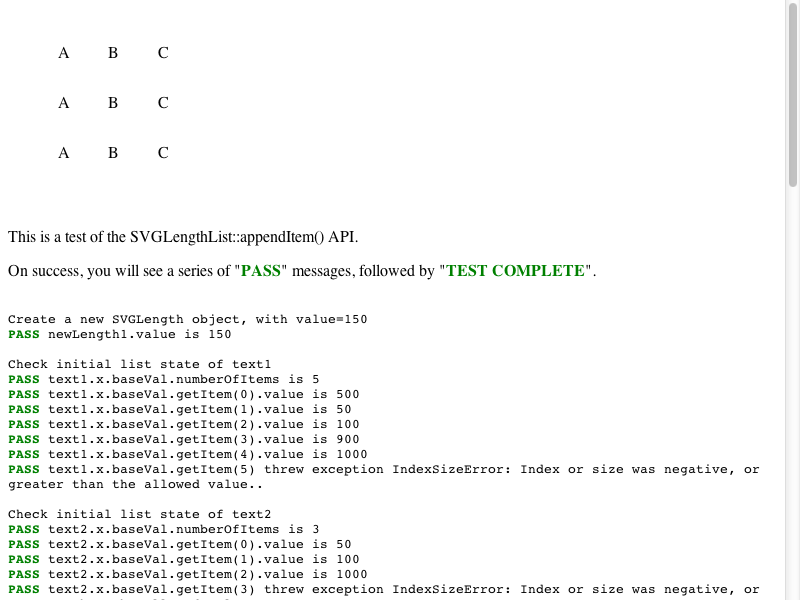 A B C
A B C
A B C
This is a test of the SVGLengthList::appendItem() API.
On success, you will see a series of "PASS" messages, followed by "TEST COMPLETE".
Create a new SVGLength object, with value=150
PASS newLength1.value is 150
Check initial list state of text1
PASS text1.x.baseVal.numberOfItems is 5
PASS text1.x.baseVal.getItem(0).value is 500
PASS text1.x.baseVal.getItem(1).value is 50
PASS text1.x.baseVal.getItem(2).value is 100
PASS text1.x.baseVal.getItem(3).value is 900
PASS text1.x.baseVal.getItem(4).value is 1000
PASS text1.x.baseVal.getItem(5) threw exception IndexSizeError: Index or size was negative, or
greater than the allowed value..
Check initial list state of text2
PASS text2.x.baseVal.numberOfItems is 3
PASS text2.x.baseVal.getItem(0).value is 50
PASS text2.x.baseVal.getItem(1).value is 100
PASS text2.x.baseVal.getItem(2).value is 1000
PASS text2.x.baseVal.getItem(3) threw exception IndexSizeError: Index or size was negative, or